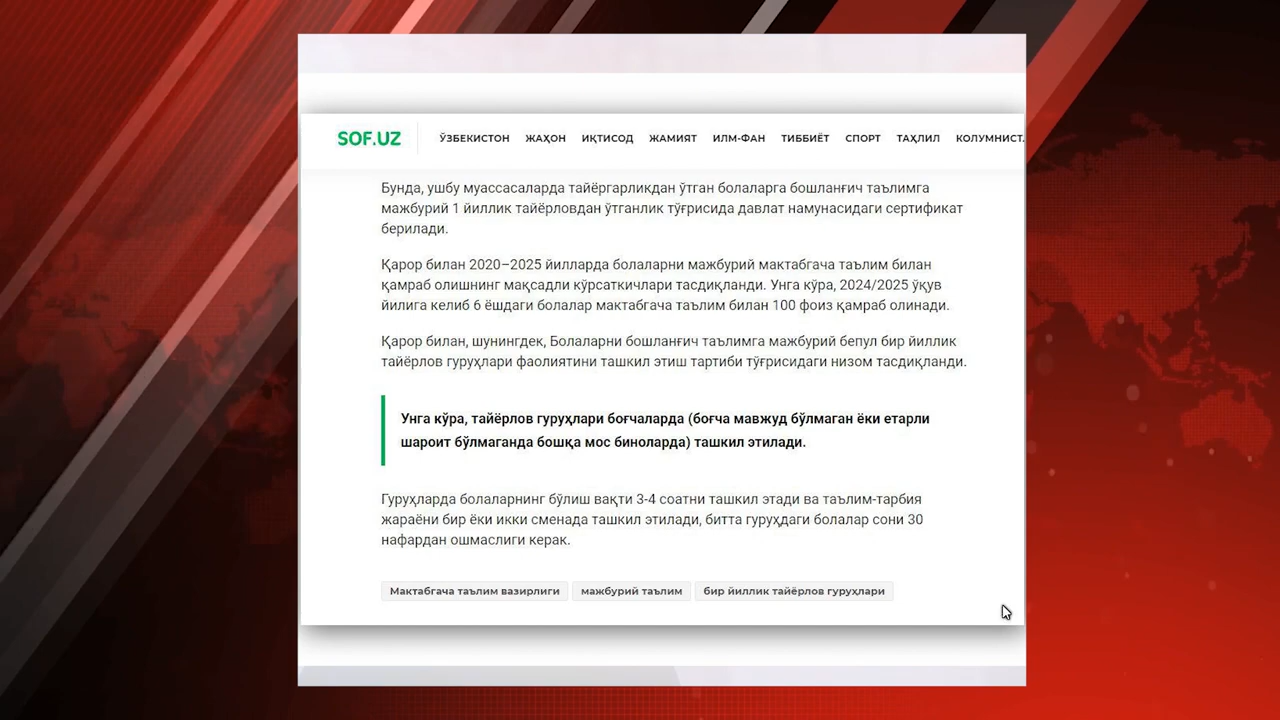 SOF.UZ ЎЗБЕКИСТОН ЖАҲОН ИҚТИСОД ЖАМИЯТ ИЛМ-ФАН ТИББИЁТ СПОРТ ТАҲЛИЛ КОЛУМНИСТ.
Бунда, ушбу муассасаларда тайёргарликдан ўтган болаларга бошланғич таълимга
мажбурий 1 йиллик тайёрловдан ўтганлик тўғрисида давлат намунасидаги сертификат
берилади.
Қарор билан 2020–2025 йилларда болаларни мажбурий мактабгача таълим билан
қамраб олишнинг мақсадли кўрсаткичлари тасдиқланди. Унга кўра, 2024/2025 ўқув
йилига келиб 6 ёшдаги болалар мактабгача таълим билан 100 фоиз қамраб олинади.
Қарор билан, шунингдек, Болаларни бошланғич таълимга мажбурий бепул бир йиллик
тайёрлов гуруҳлари фаолиятини ташкил этиш тартиби тўғрисидаги низом тасдиқланди.
Унга кўра, тайёрлов гуруҳлари боғчаларда (боғча мавжуд бўлмаган ёки етарли
шароит бўлмаганда бошқа мос биноларда) ташкил этилади.
Гуруҳларда болаларнинг бўлиш вақти 3-4 соатни ташкил этади ва таълим-тарбия
жараёни бир ёки икки сменада ташкил этилади, битта гуруҳдаги болалар сони 30
нафардан ошмаслиги керак.
Мактабгача таълим вазирлиги мажбурий таълим бир йиллик тайёрлов гуруҳлари